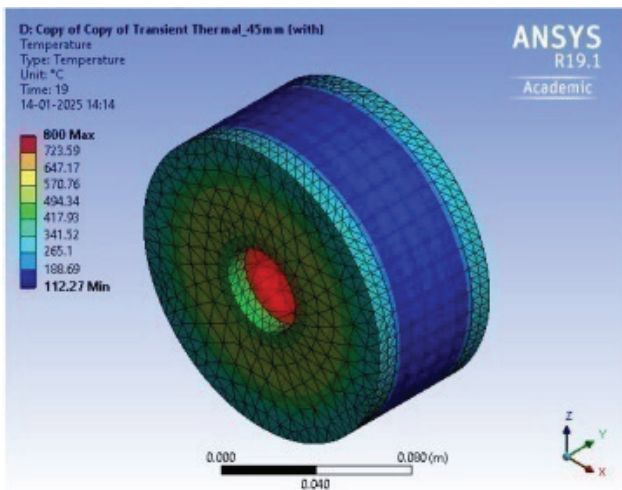 D: Copy of Copy of Transient Thermal_45mm (with)
Temperature
Type: Temperature
Unit: °C
Time: 19
14-01-2025 14:14
ANSYS
R19.1
Academic
800 Max
723.59
647.17
570.76
494.34
417.93
341.52
265.1
188.69
112.27 Min
0.000
0.080 (m)
0.040
Z
Y
X